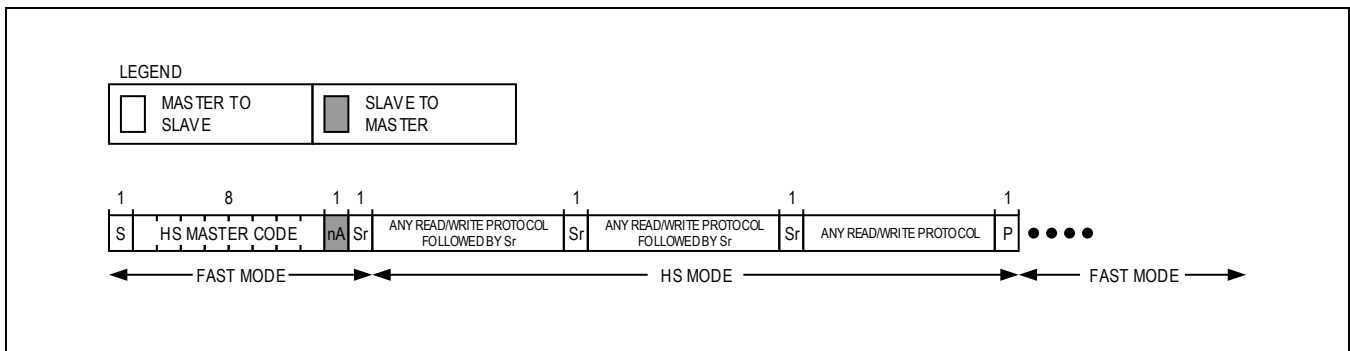 LEGEND
MASTER TO
SLAVE
SLAVE TO
MASTER
1 8 1 1 1 1 1
S HS MASTER CODE nA Sr ANY READ/WRITE PROTOCOL
FOLLOWED BY Sr Sr ANY READ/WRITE PROTOCOL
FOLLOWED BY Sr Sr ANY READ/WRITE PROTOCOL P
FAST MODE HS MODE FAST MODE